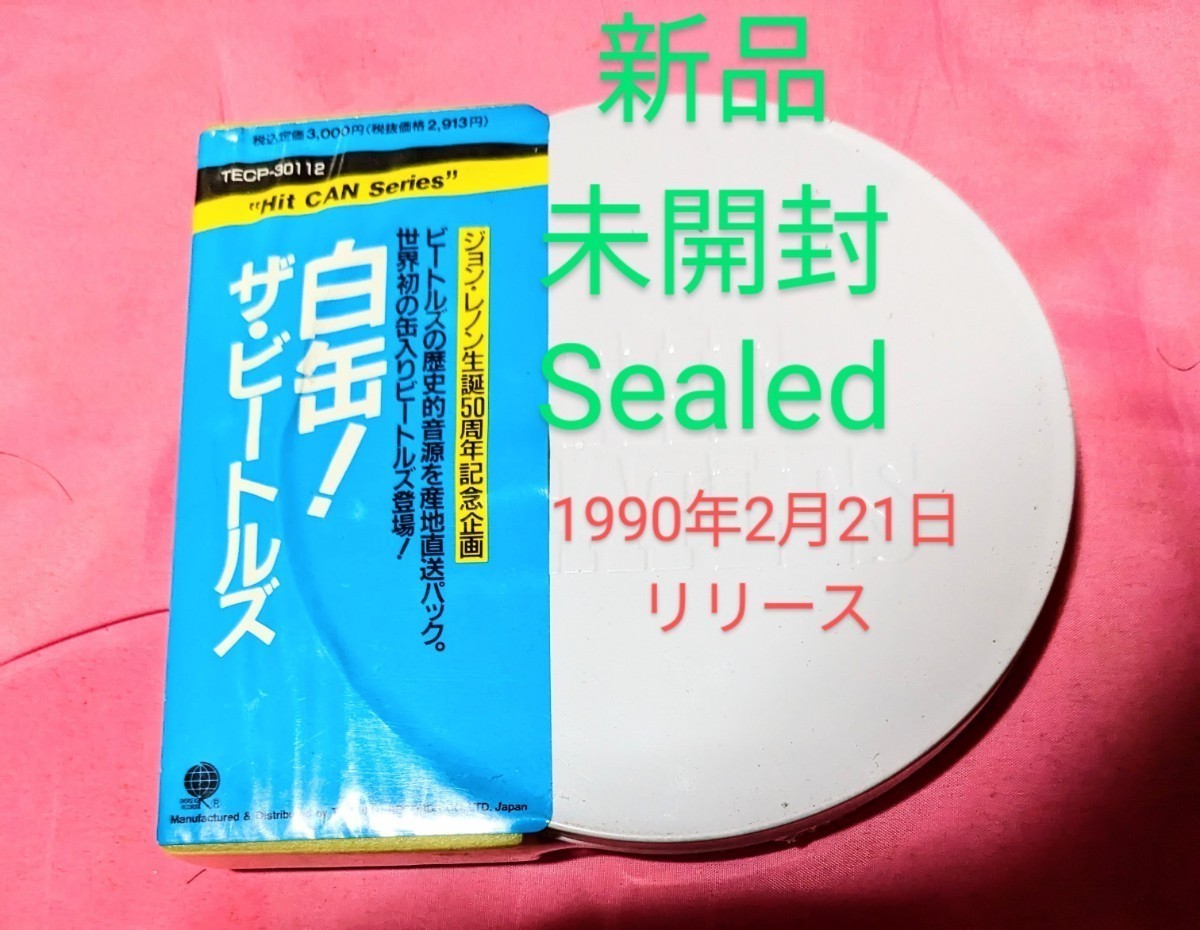 新品
未開封
Sealed
1990年2月21日
リリース
税込定価3,000円(税抜価格2,913円)
TECP-30112
"Hit CAN Series"
ジョン・レノン生誕50周年記念企画
ビートルズの歴史的音源を産地直送パック。
世界初の缶入りビートルズ登場!
白缶!
ザ・ビートルズ
Manufactured & Distributed by LTD. Japan